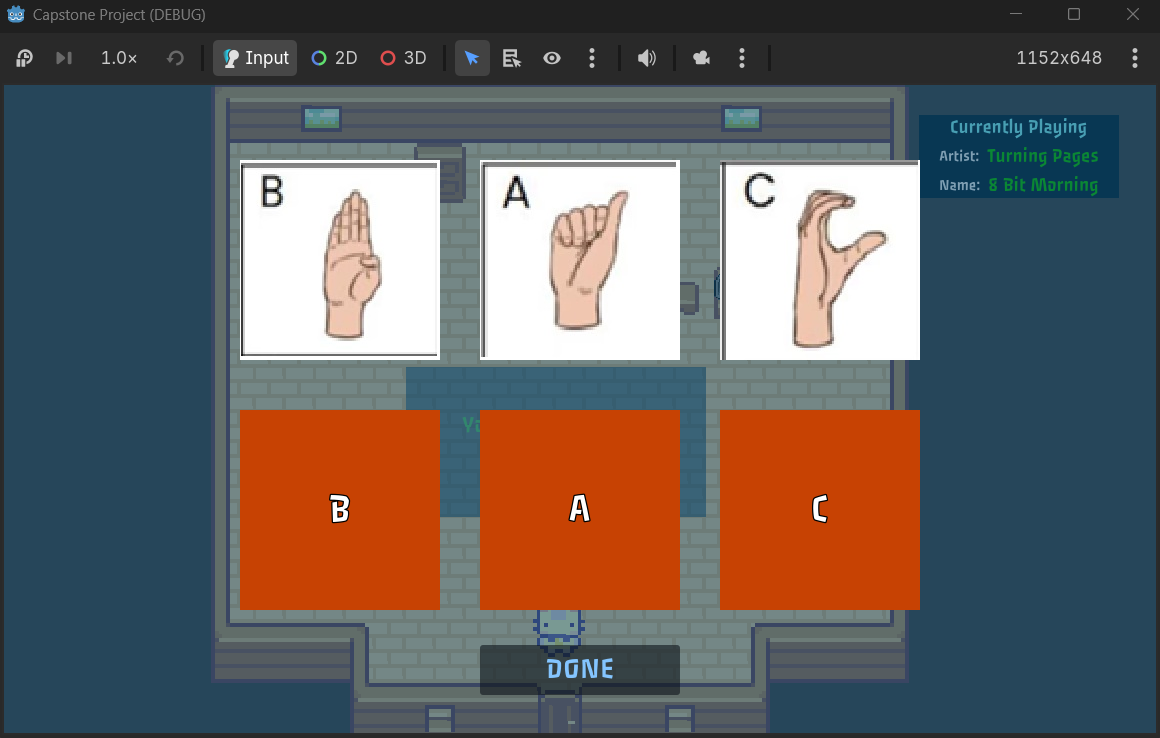 Capstone Project (DEBUG)
1.0× Input 2D 3D 1152x648
Currently Playing
Artist: Turning Pages
Name: 8 Bit Morning
B A C
B A C
DONE